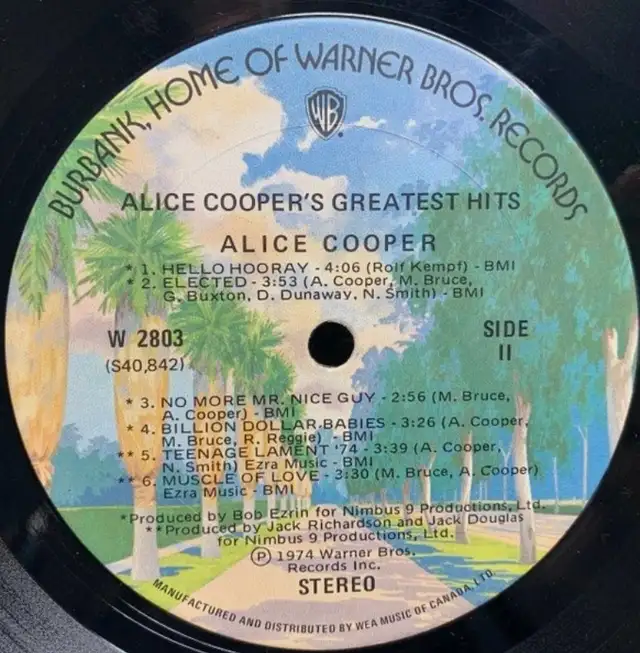 BURBANK, HOME OF WARNER BROS. RECORDS
WB
ALICE COOPER'S GREATEST HITS
ALICE COOPER
* 1. HELLO HOORAY - 4:06 (Rolf Kempf) - BMI
* 2. ELECTED - 3:53 (A. Cooper, M. Bruce,
G. Buxton, D. Dunaway, N. Smith) - BMI
W 2803
(S40,842)
SIDE
II
* 3. NO MORE MR. NICE GUY - 2:56 (M. Bruce,
A. Cooper) - BMI
* 4. BILLION DOLLAR BABIES - 3:26 (A. Cooper,
M. Bruce, R. Reggie) - BMI
** 5. TEENAGE LAMENT '74 - 3:39 (A. Cooper,
N. Smith) Ezra Music - BMI
** 6. MUSCLE OF LOVE - 3:30 (M. Bruce, A. Cooper)
Ezra Music - BMI
*Produced by Bob Ezrin for Nimbus 9 Productions, Ltd.
**Produced by Jack Richardson and Jack Douglas
for Nimbus 9 Productions, Ltd.
Ⓟ 1974 Warner Bros.
Records Inc.
STEREO
MANUFACTURED AND DISTRIBUTED BY WEA MUSIC OF CANADA, LTD.